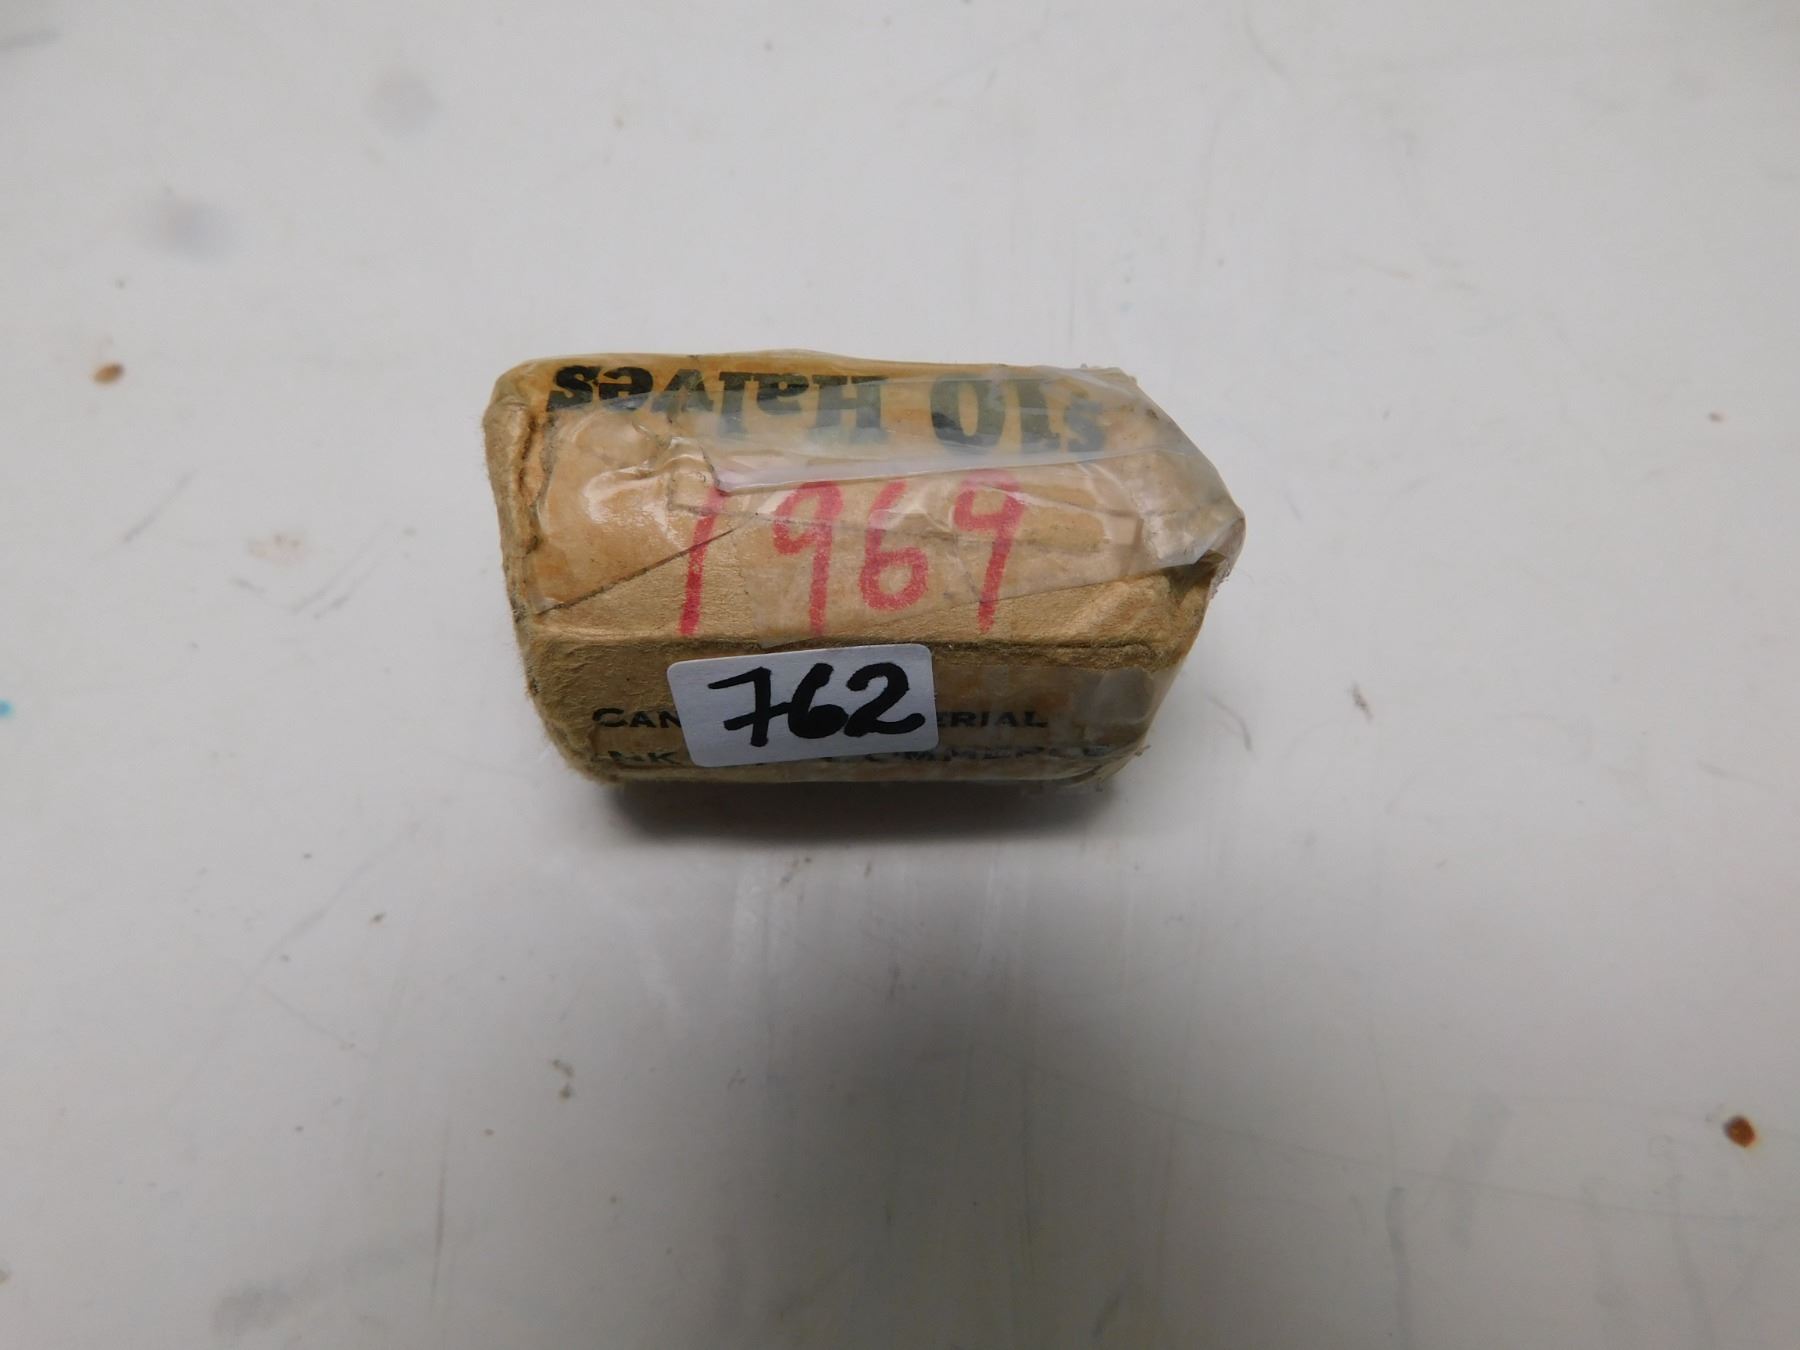 $10 Halves
1969
762
CAN ERIAL